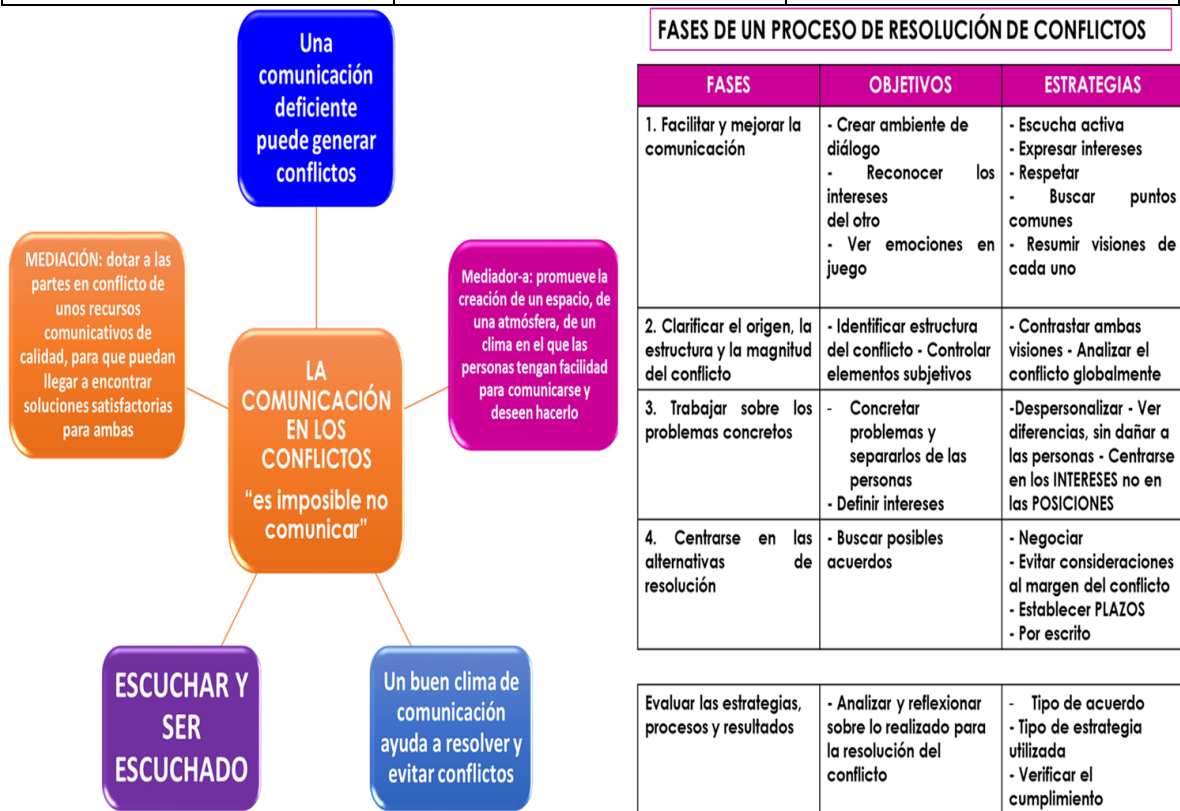 Una
comunicación
deficiente
puede generar
conflictos
MEDIACIÓN: dotar a las
partes en conflicto de
unos recursos
comunicativos de
calidad, para que puedan
llegar a encontrar
soluciones satisfactorias
para ambas
Mediador-a: promueve la
creación de un espacio, de
una atmósfera, de un
clima en el que las
personas tengan facilidad
para comunicarse y
deseen hacerlo
LA
COMUNICACIÓN
EN LOS
CONFLICTOS
“es imposible no
comunicar”
ESCUCHAR Y
SER
ESCUCHADO
Un buen clima de
comunicación
ayuda a resolver y
evitar conflictos
FASES DE UN PROCESO DE RESOLUCIÓN DE CONFLICTOS
FASES
OBJETIVOS
ESTRATEGIAS
1. Facilitar y mejorar la
comunicación
- Crear ambiente de
diálogo
- Reconocer los
intereses
del otro
- Ver emociones en
juego
- Escucha activa
- Expresar intereses
- Respetar
- Buscar puntos
comunes
- Resumir visiones de
cada uno
2. Clarificar el origen, la
estructura y la magnitud
del conflicto
- Identificar estructura
del conflicto - Controlar
elementos subjetivos
- Contrastar ambas
visiones - Analizar el
conflicto globalmente
3. Trabajar sobre los
problemas concretos
- Concretar
problemas y
separarlos de las
personas
- Definir intereses
-Despersonalizar - Ver
diferencias, sin dañar a
las personas - Centrarse
en los INTERESES no en
las POSICIONES
4. Centrarse en las
alternativas de
resolución
- Buscar posibles
acuerdos
- Negociar
- Evitar consideraciones
al margen del conflicto
- Establecer PLAZOS
- Por escrito
Evaluar las estrategias,
procesos y resultados
- Analizar y reflexionar
sobre lo realizado para
la resolución del
conflicto
- Tipo de acuerdo
- Tipo de estrategia
utilizada
- Verificar el
cumplimiento